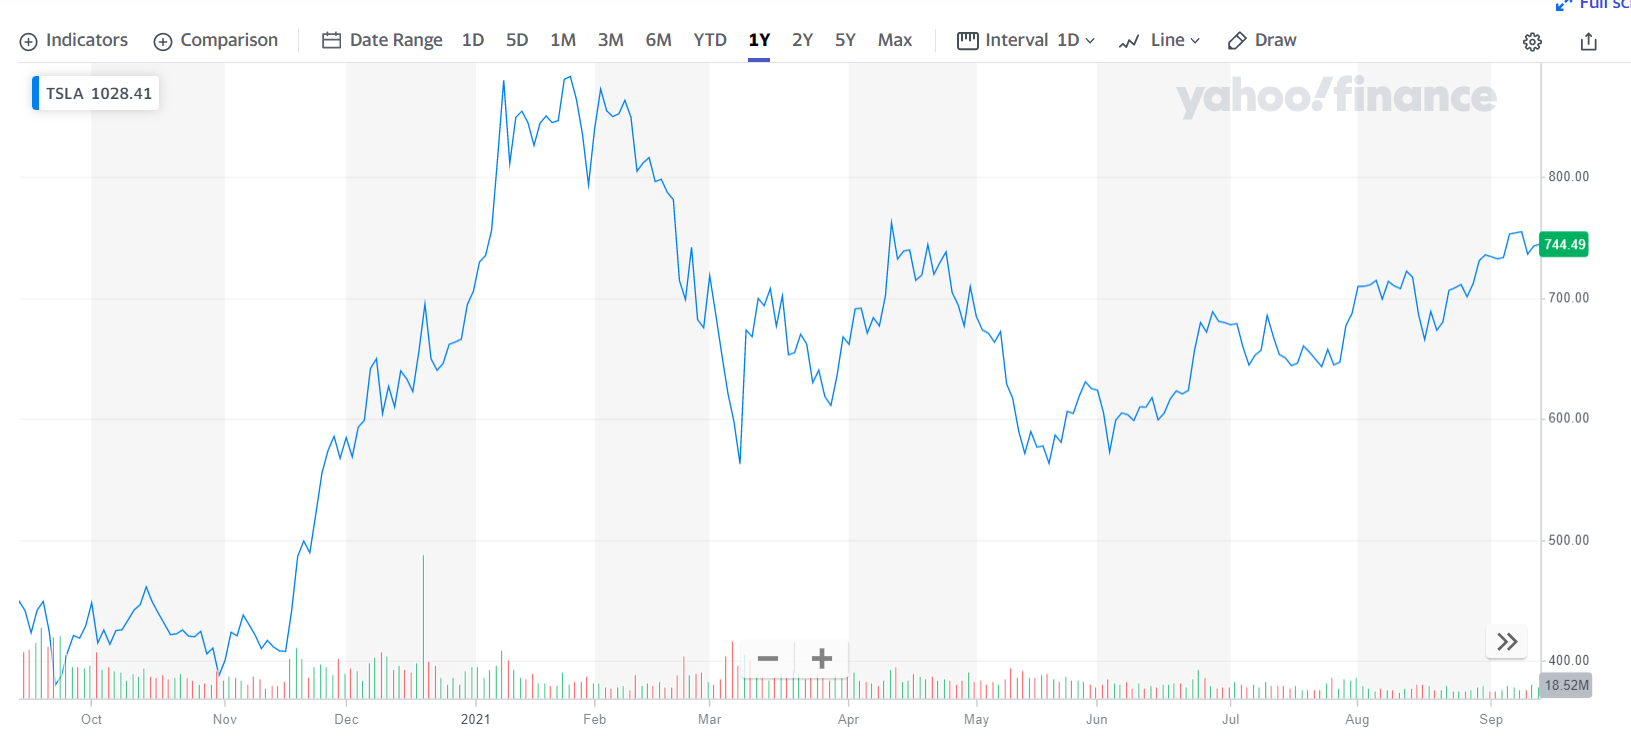 Full sc
Indicators Comparison Date Range 1D 5D 1M 3M 6M YTD 1Y 2Y 5Y Max Interval 1D Line Draw
TSLA 1028.41
yahoo!finance
800.00
744.49
700.00
600.00
500.00
400.00
18.52M
Oct Nov Dec 2021 Feb Mar Apr May Jun Jul Aug Sep